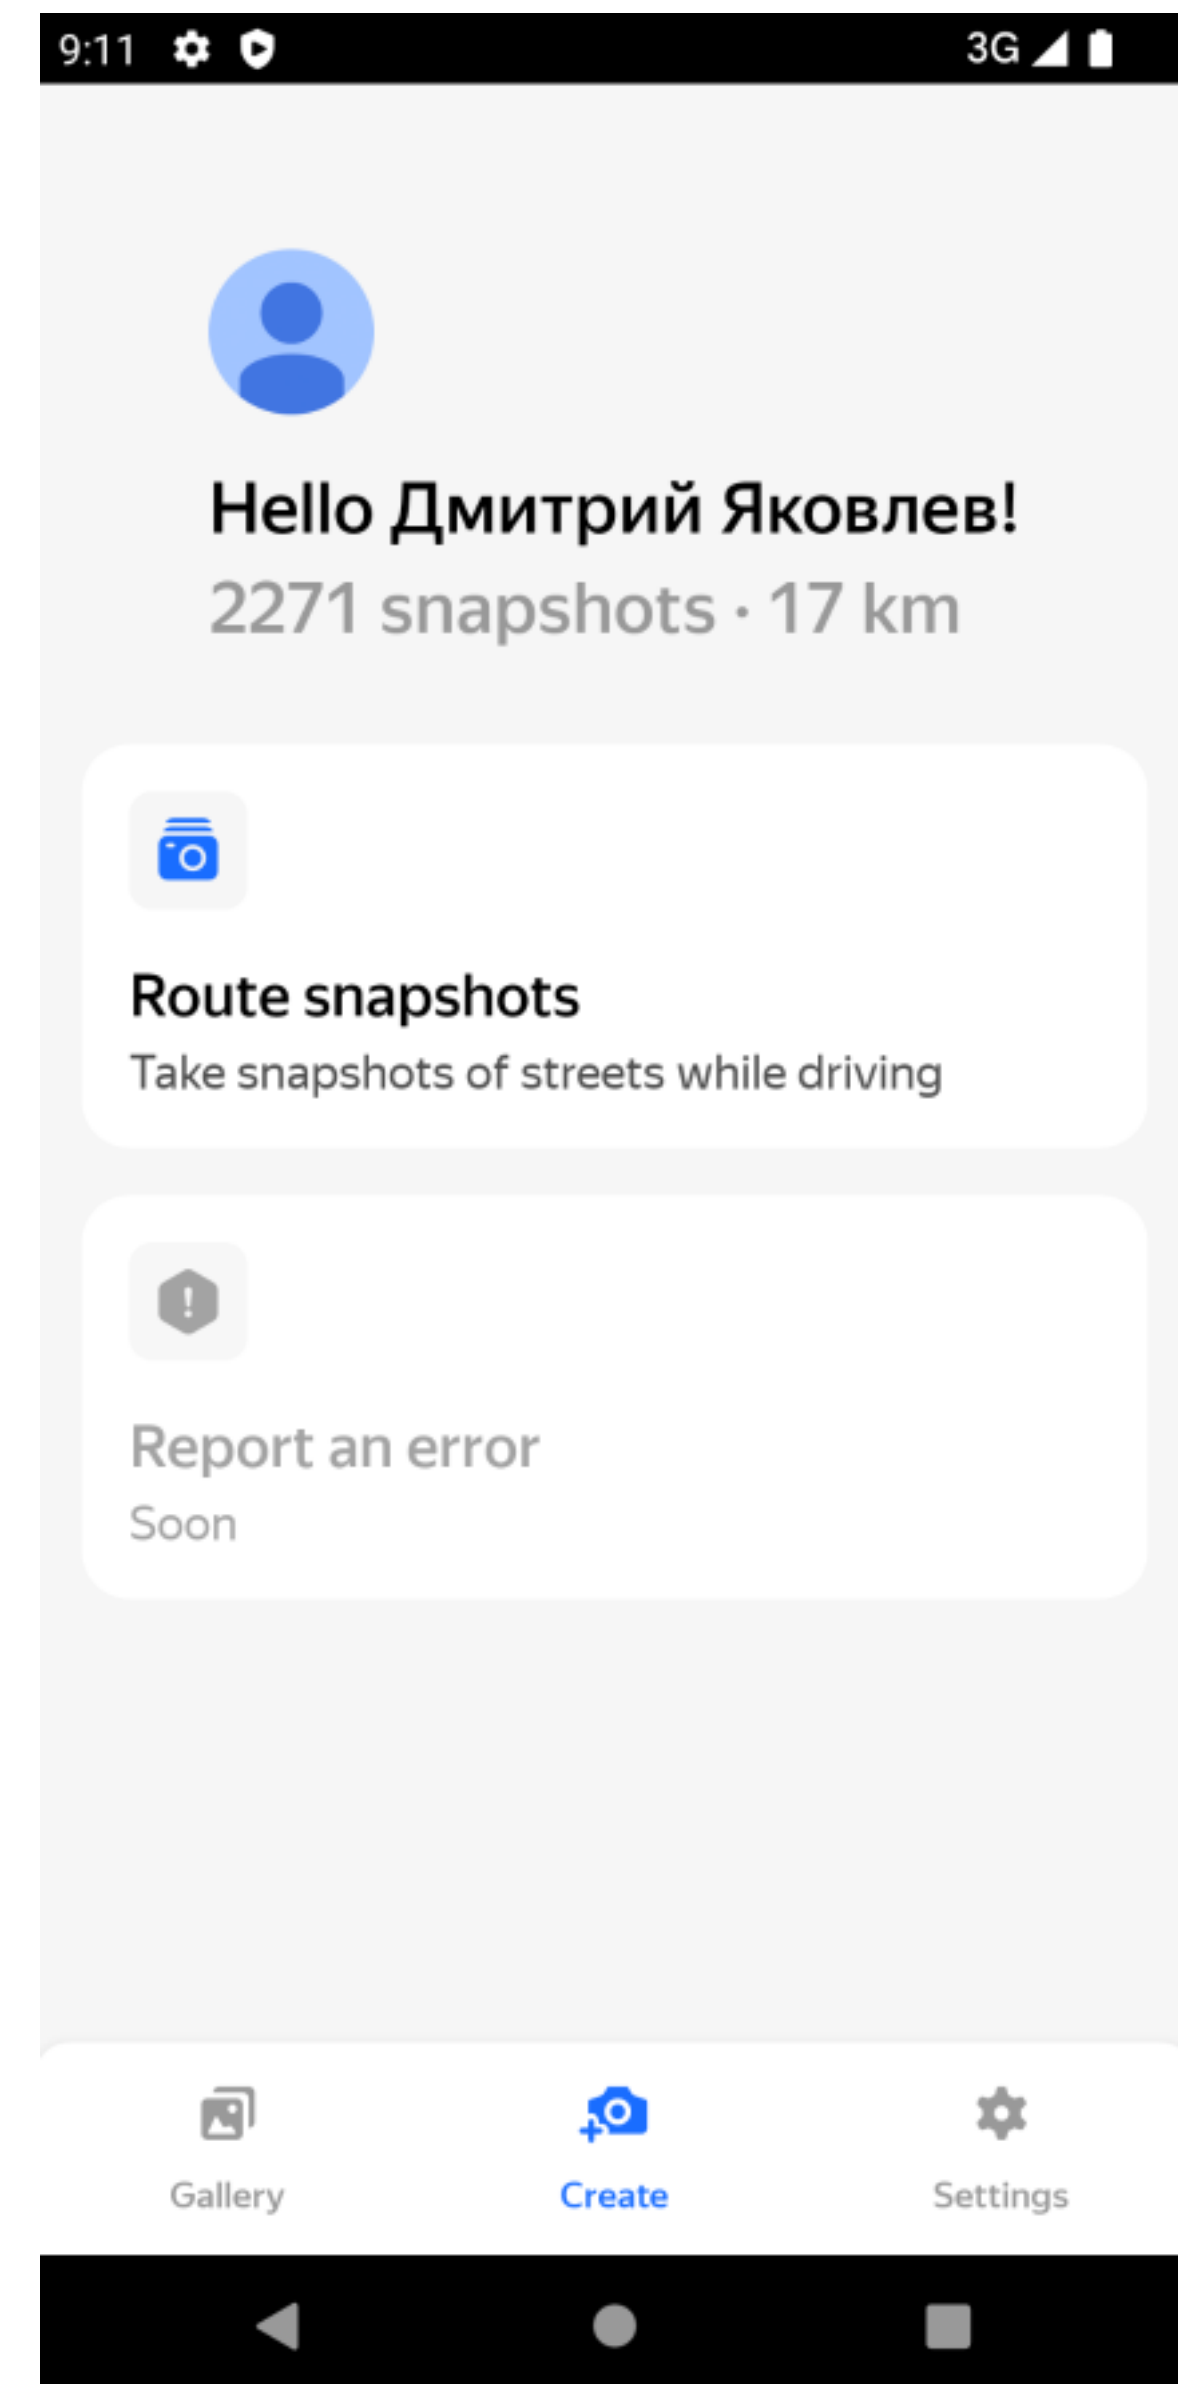 9:11 3G
Hello Дмитрий Яковлев!
2271 snapshots · 17 km
Route snapshots
Take snapshots of streets while driving
Report an error
Soon
Gallery Create Settings